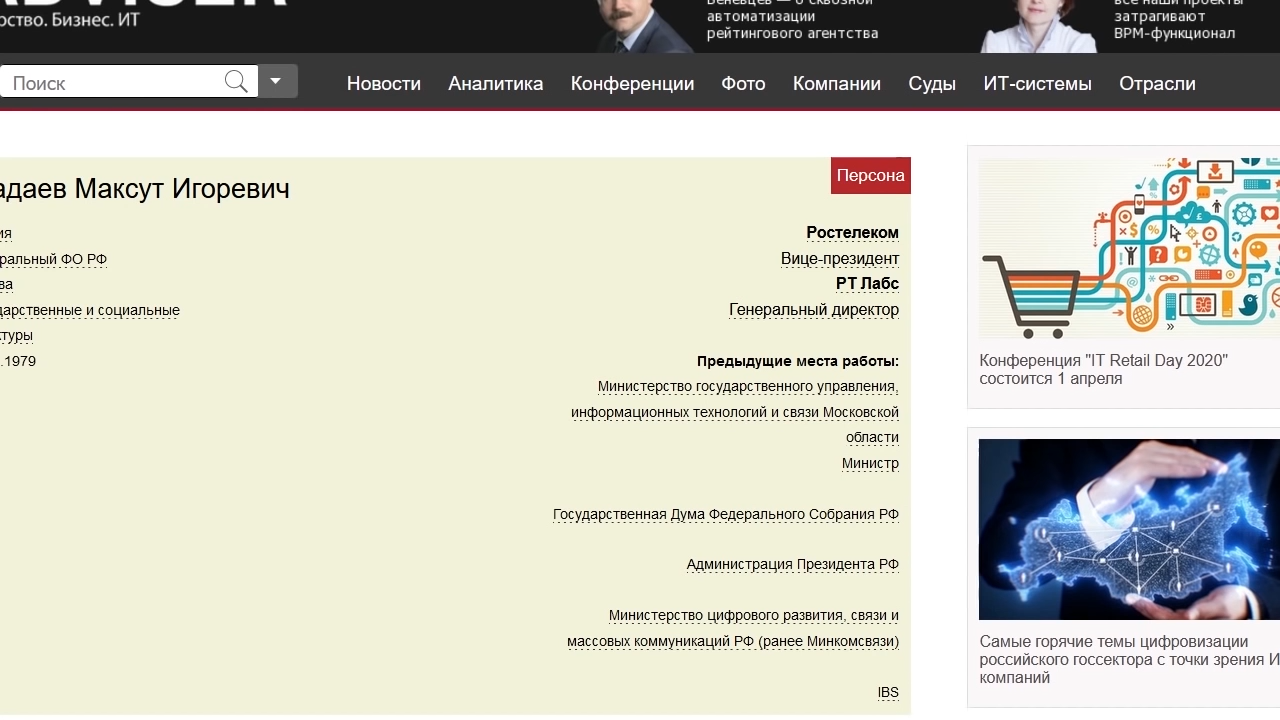 рство. Бизнес. ИТ
автоматизации
рейтингового агентства
затрагивают
BPM-функционал
Поиск
Новости Аналитика Конференции Фото Компании Суды ИТ-системы Отрасли
Персона
адаев Максут Игоревич
ия
ральный ФО РФ
ва
дарственные и социальные
ктуры
.1979
Ростелеком
Вице-президент
РТ Лабс
Генеральный директор
Предыдущие места работы:
Министерство государственного управления,
информационных технологий и связи Московской
области
Министр
Государственная Дума Федерального Собрания РФ
Администрация Президента РФ
Министерство цифрового развития, связи и
массовых коммуникаций РФ (ранее Минкомсвязи)
IBS
Конференция "IT Retail Day 2020"
состоится 1 апреля
Самые горячие темы цифровизации
российского госсектора с точки зрения И
компаний